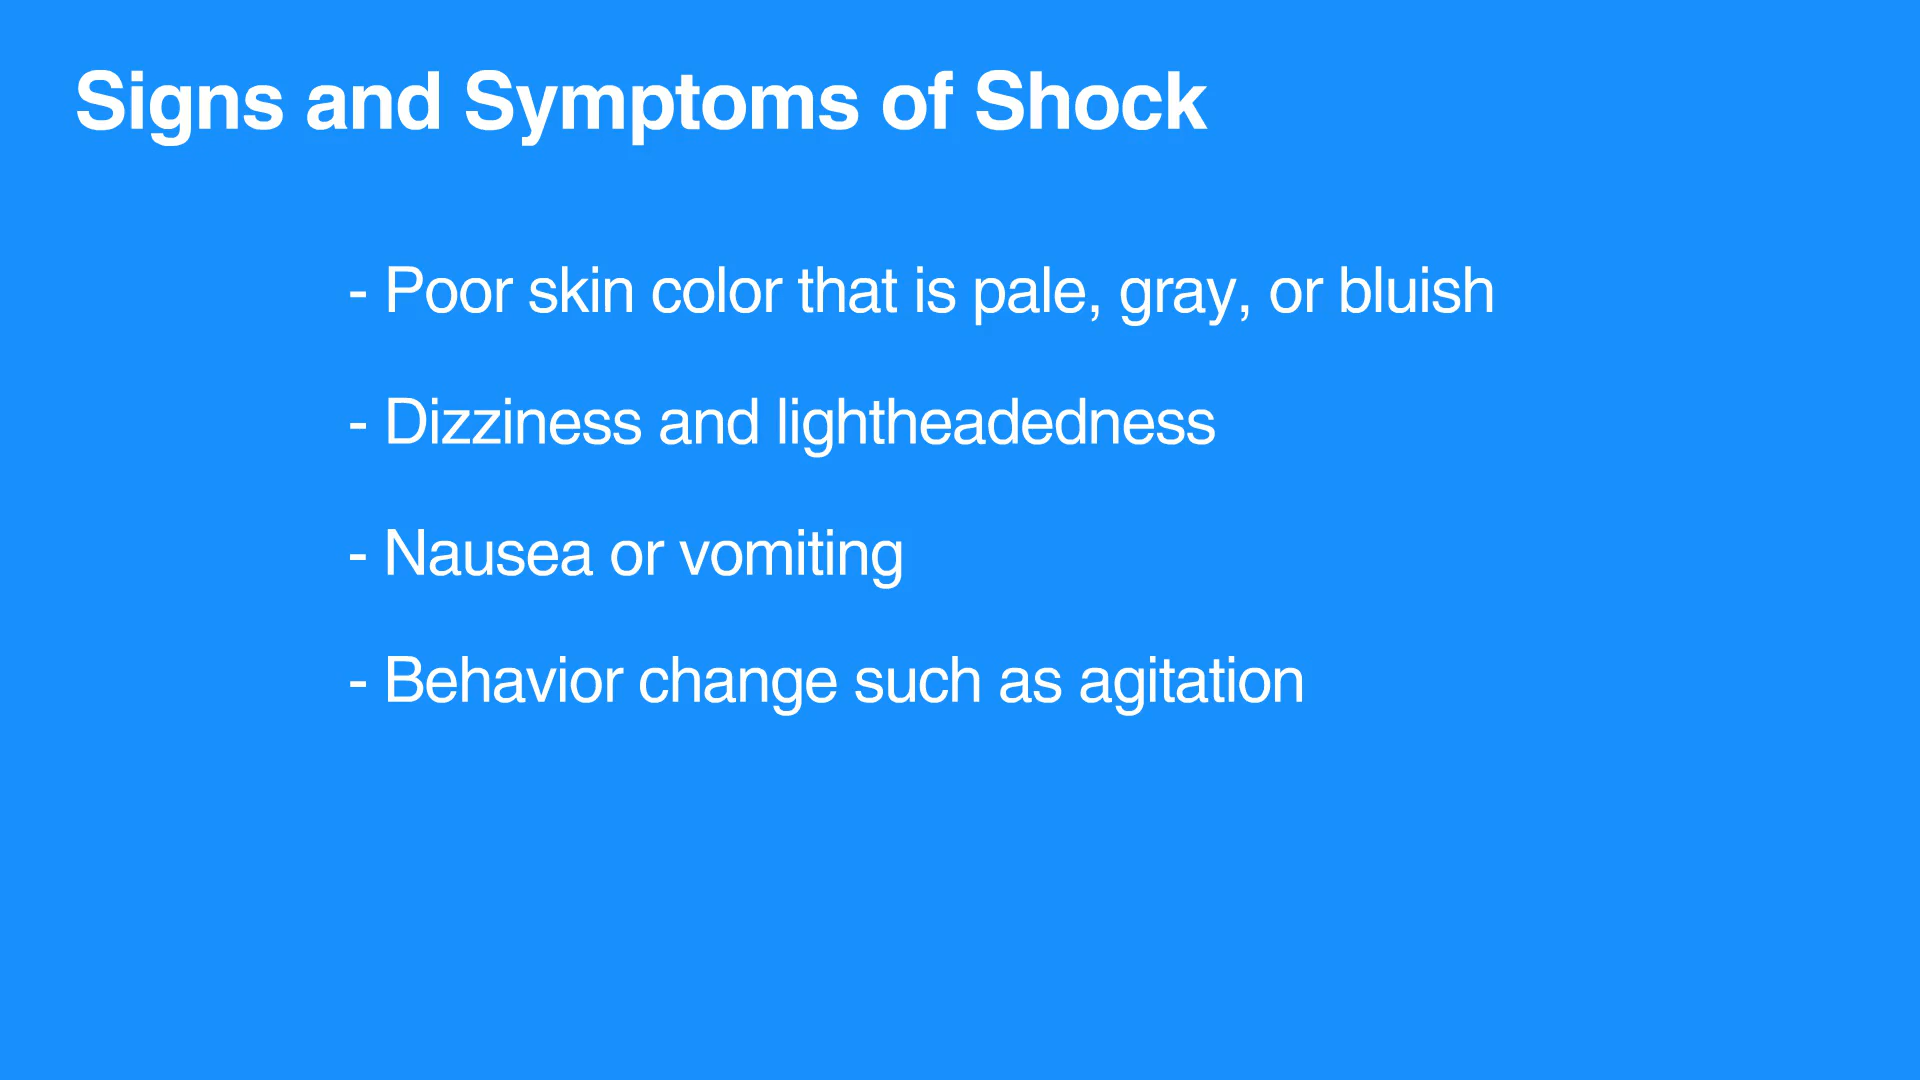 Signs and Symptoms of Shock
- Poor skin color that is pale, gray, or bluish
- Dizziness and lightheadedness
- Nausea or vomiting
- Behavior change such as agitation